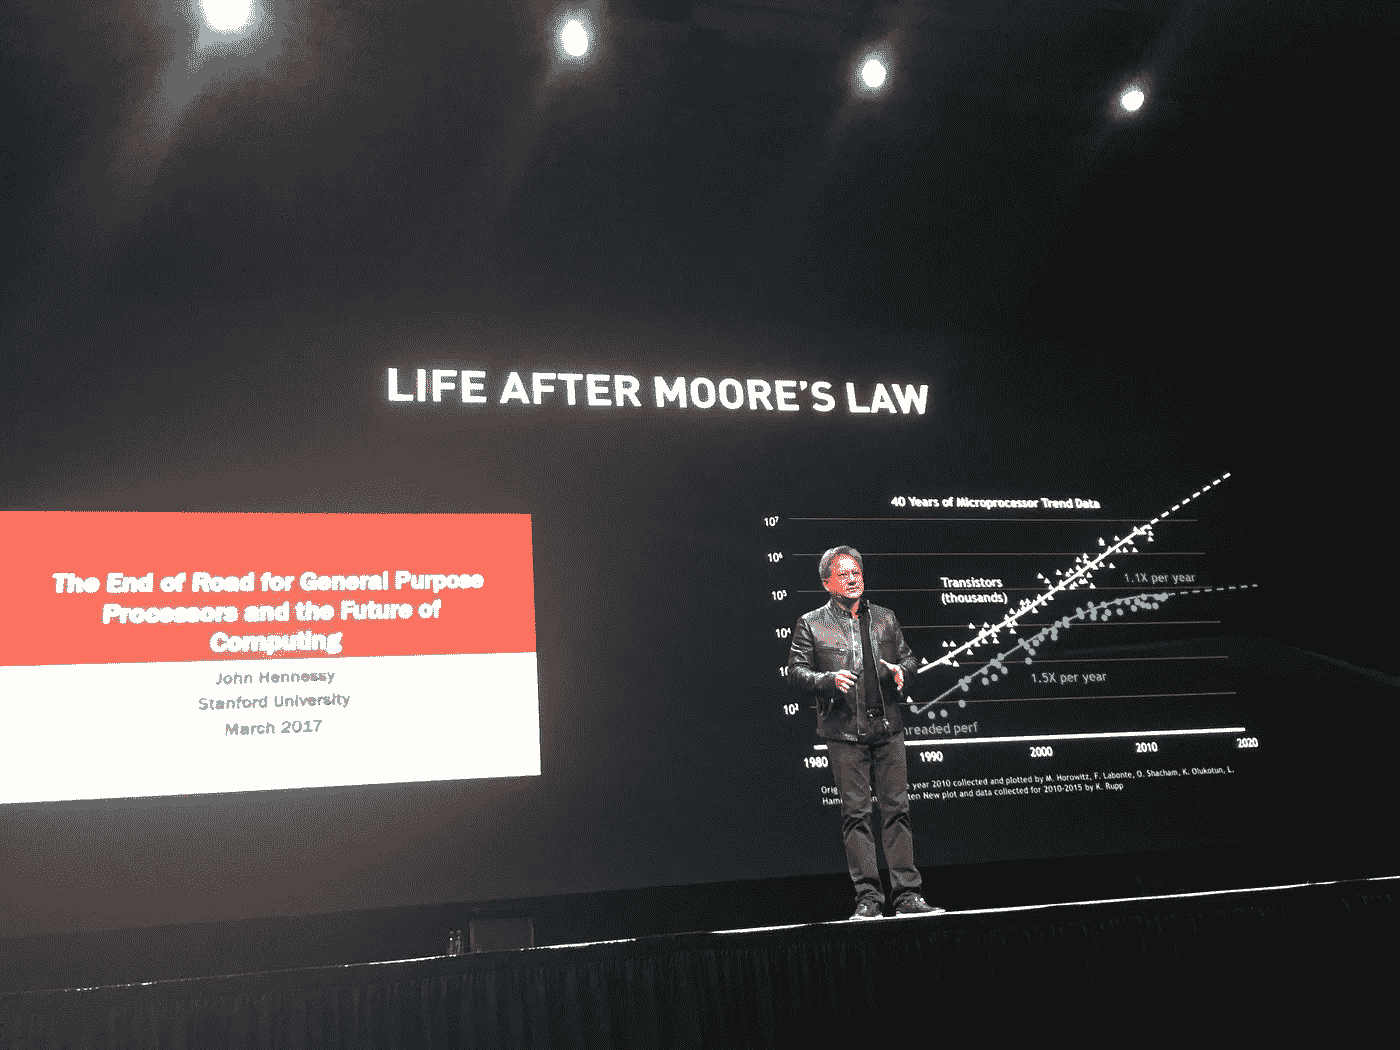 LIFE AFTER MOORE'S LAW
The End of Road for General Purpose
Processors and the Future of
Computing
John Hennessy
Stanford University
March 2017
40 Years of Microprocessor Trend Data
10⁷
10⁶
10⁵
10⁴
10²
Transistors
(thousands)
1.1X per year
1.5X per year
perf
1980
1990
2000
2010
2020
year 2010 collected and plotted by M. Horowitz, F. Labonte, O. Shacham, K. Olukotun, L.
New plot and data collected for 2010-2015 by K. Rupp